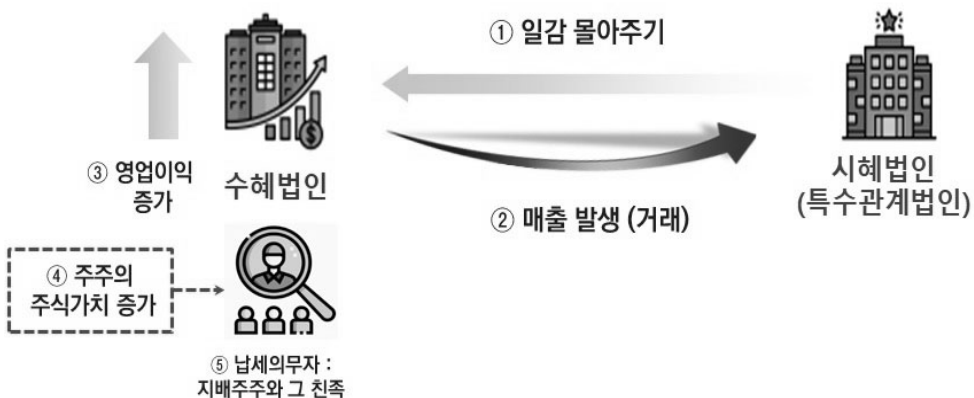 ① 일감 몰아주기
③ 영업이익
증가
수혜법인
시혜법인
(특수관계법인)
② 매출 발생 (거래)
④ 주주의
주식가치 증가
⑤ 납세의무자 :
지배주주와 그 친족